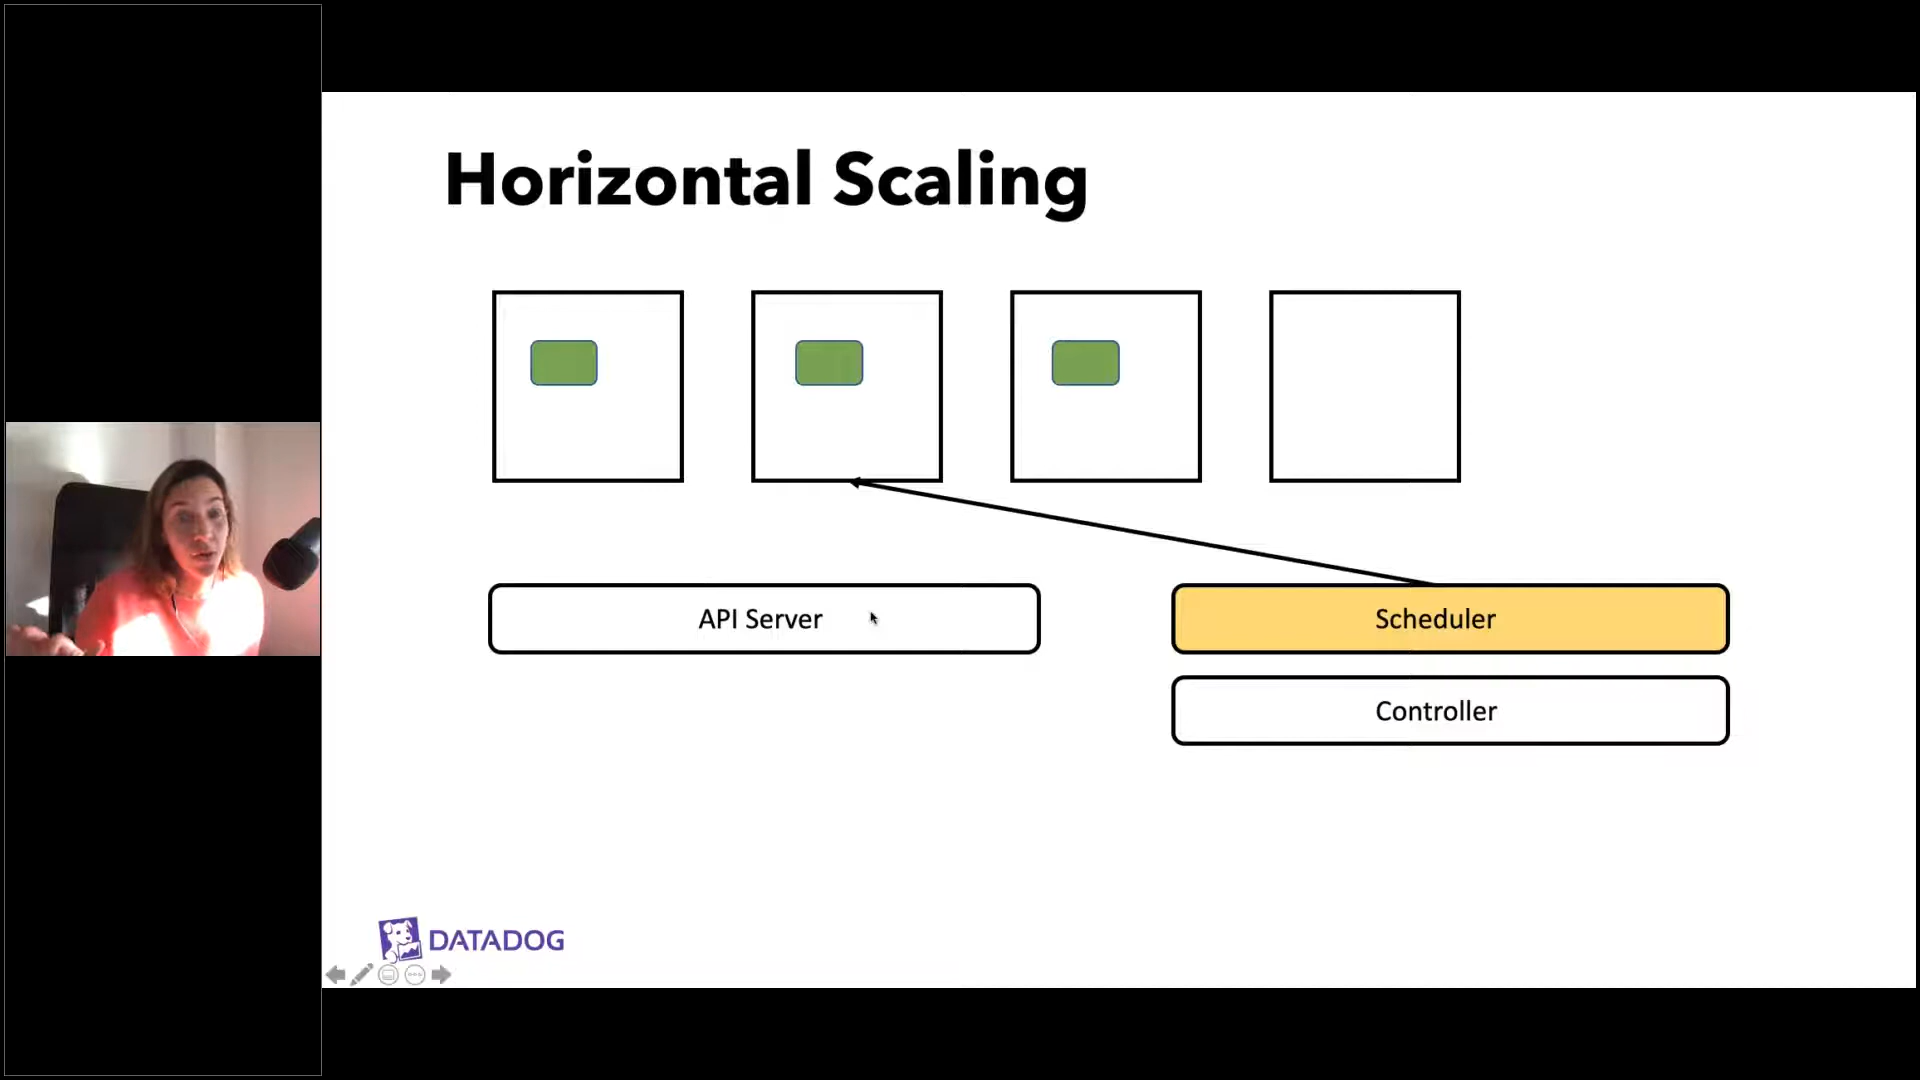 Horizontal Scaling
API Server
Scheduler
Controller
DATADOG